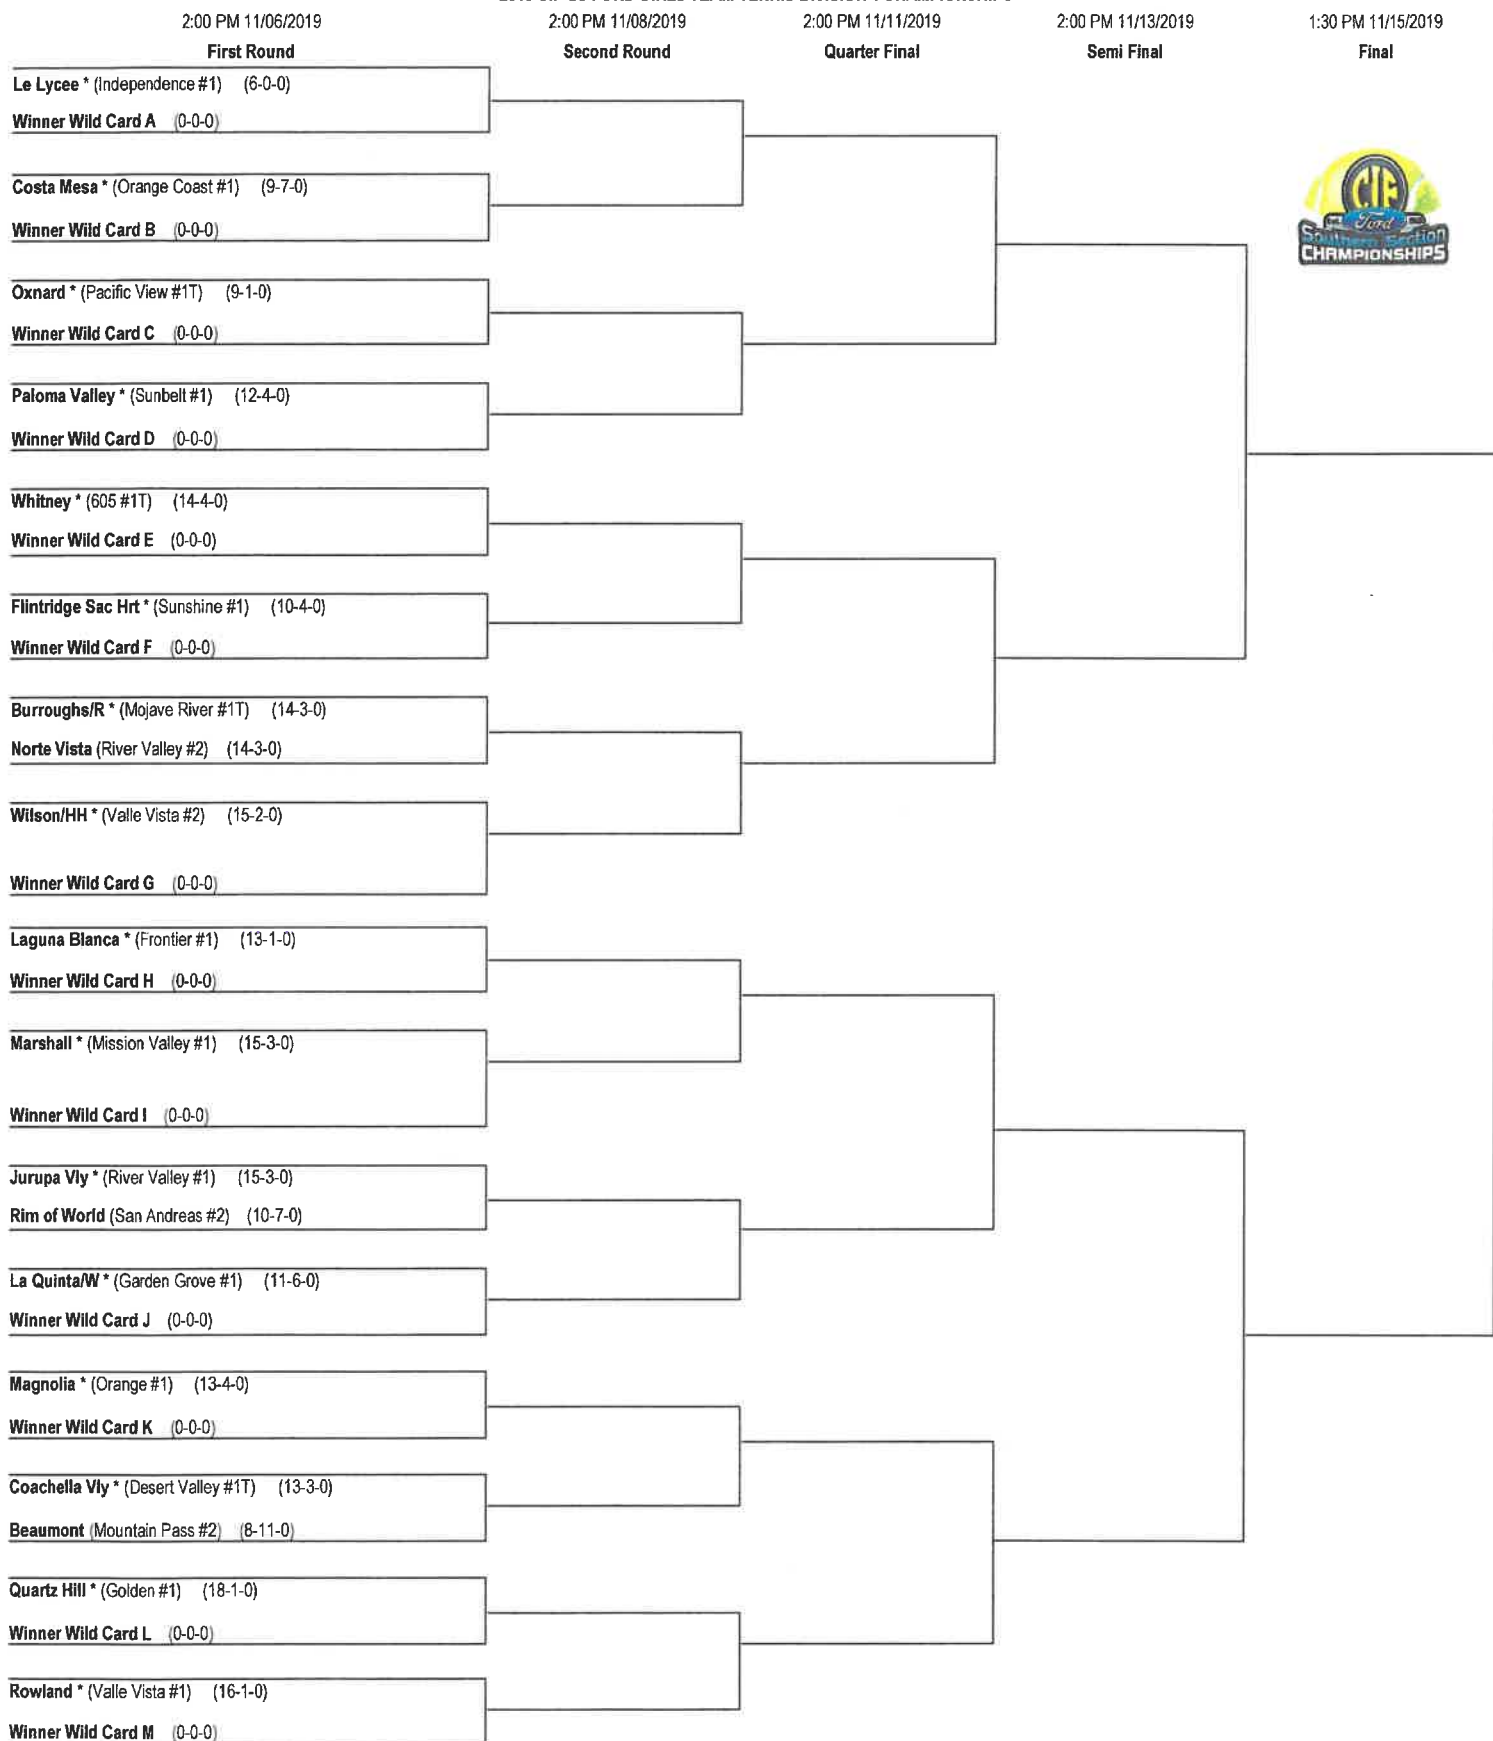 2:00 PM 11/06/2019 2:00 PM 11/08/2019 2:00 PM 11/11/2019 2:00 PM 11/13/2019 1:30 PM 11/15/2019
First Round Second Round Quarter Final Semi Final Final
Le Lycee * (Independence #1) (6-0-0)
Winner Wild Card A (0-0-0)
Costa Mesa * (Orange Coast #1) (9-7-0)
Winner Wild Card B (0-0-0)
CIF
Ford
Southern Section
CHAMPIONSHIPS
Oxnard * (Pacific View #1T) (9-1-0)
Winner Wild Card C (0-0-0)
Paloma Valley * (Sunbelt #1) (12-4-0)
Winner Wild Card D (0-0-0)
Whitney * (605 #1T) (14-4-0)
Winner Wild Card E (0-0-0)
Flintridge Sac Hrt * (Sunshine #1) (10-4-0)
Winner Wild Card F (0-0-0)
Burroughs/R * (Mojave River #1T) (14-3-0)
Norte Vista (River Valley #2) (14-3-0)
Wilson/HH * (Valle Vista #2) (15-2-0)
Winner Wild Card G (0-0-0)
Laguna Blanca * (Frontier #1) (13-1-0)
Winner Wild Card H (0-0-0)
Marshall * (Mission Valley #1) (15-3-0)
Winner Wild Card I (0-0-0)
Jurupa Vly * (River Valley #1) (15-3-0)
Rim of World (San Andreas #2) (10-7-0)
La Quinta/W * (Garden Grove #1) (11-6-0)
Winner Wild Card J (0-0-0)
Magnolia * (Orange #1) (13-4-0)
Winner Wild Card K (0-0-0)
Coachella Vly * (Desert Valley #1T) (13-3-0)
Beaumont (Mountain Pass #2) (8-11-0)
Quartz Hill * (Golden #1) (18-1-0)
Winner Wild Card L (0-0-0)
Rowland * (Valle Vista #1) (16-1-0)
Winner Wild Card M (0-0-0)